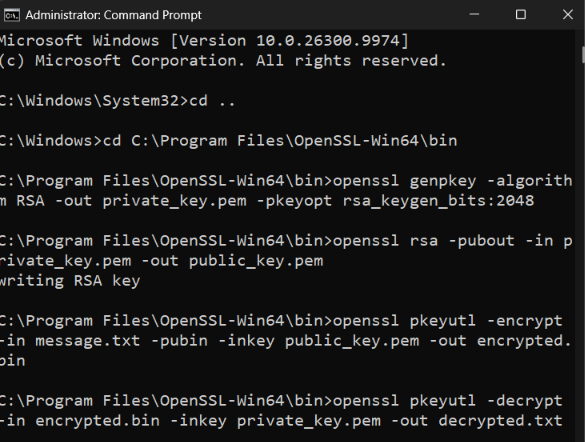 Administrator: Command Prompt
Microsoft Windows [Version 10.0.26300.9974]
(c) Microsoft Corporation. All rights reserved.
C:\Windows\System32>cd ..
C:\Windows>cd C:\Program Files\OpenSSL-Win64\bin
C:\Program Files\OpenSSL-Win64\bin>openssl genpkey -algorith
m RSA -out private_key.pem -pkeyopt rsa_keygen_bits:2048
C:\Program Files\OpenSSL-Win64\bin>openssl rsa -pubout -in p
rivate_key.pem -out public_key.pem
writing RSA key
C:\Program Files\OpenSSL-Win64\bin>openssl pkeyutl -encrypt
-in message.txt -pubin -inkey public_key.pem -out encrypted.
bin
C:\Program Files\OpenSSL-Win64\bin>openssl pkeyutl -decrypt
-in encrypted.bin -inkey private_key.pem -out decrypted.txt